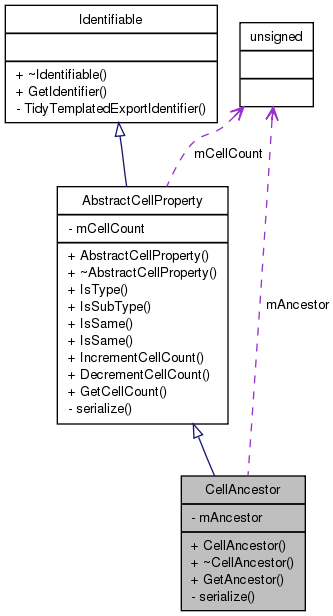 Identifiable
+ ~Identifiable()
+ GetIdentifier()
- TidyTemplatedExportIdentifier()
unsigned
mCellCount
AbstractCellProperty
- mCellCount
+ AbstractCellProperty()
+ ~AbstractCellProperty()
+ IsType()
+ IsSubType()
+ IsSame()
+ IsSame()
+ IncrementCellCount()
+ DecrementCellCount()
+ GetCellCount()
- serialize()
mAncestor
CellAncestor
- mAncestor
+ CellAncestor()
+ ~CellAncestor()
+ GetAncestor()
- serialize()